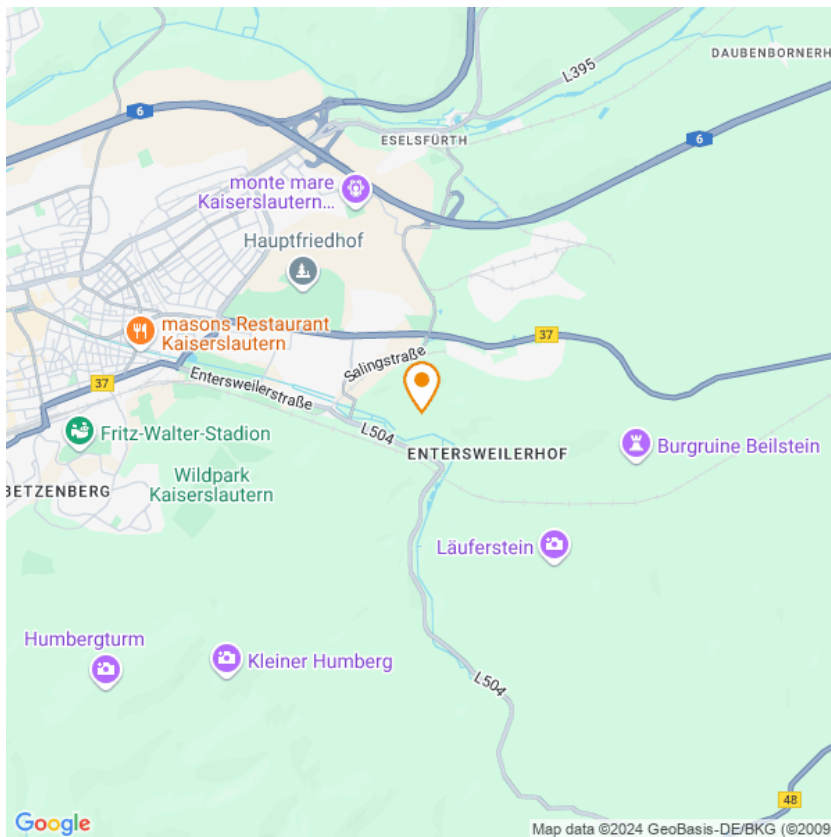 DAUBENBORNERH
L395
6
ESELSFÜRTH
6
monte mare
Kaiserslautern...
Hauptfriedhof
masons Restaurant
Kaiserslautern
37
Salingstraße
37
Entersweilerstraße
Fritz-Walter-Stadion
L504
ENTERSWEILERHOF
Burgruine Beilstein
Wildpark
Kaiserslautern
BETZENBERG
Läuferstein
Humbergturm
Kleiner Humberg
L504
48
Google
Map data ©2024 GeoBasis-DE/BKG (©2009